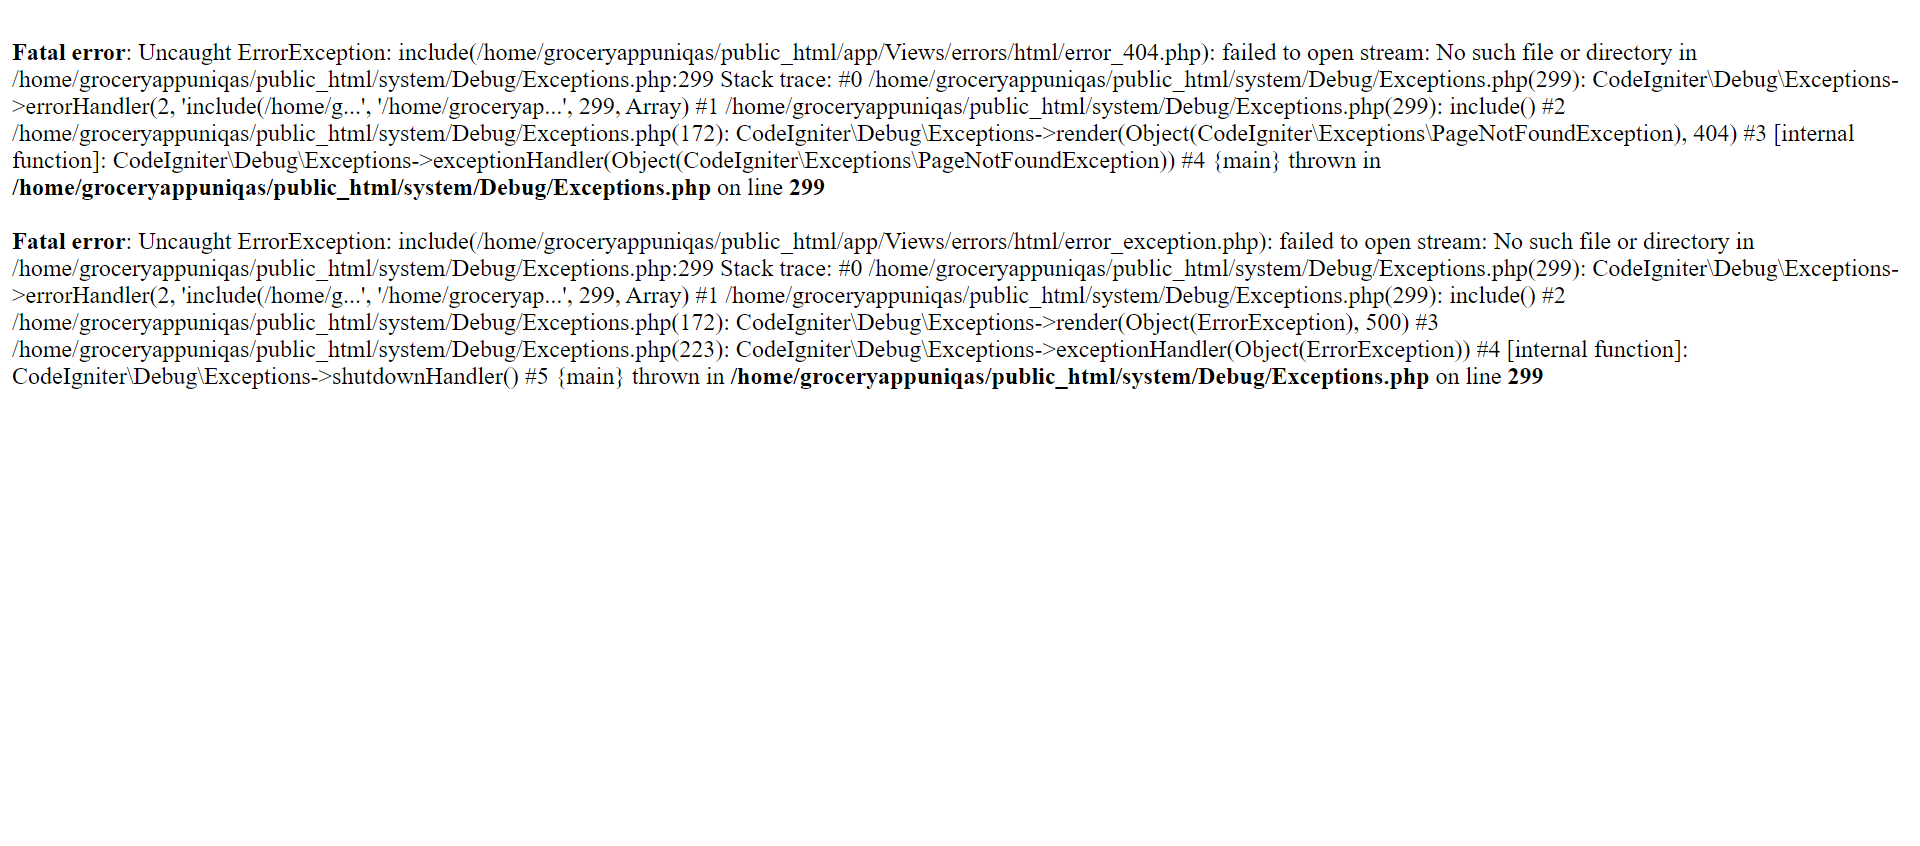 Fatal error: Uncaught ErrorException: include(/home/groceryappuniqas/public_html/app/Views/errors/html/error_404.php): failed to open stream: No such file or directory in
/home/groceryappuniqas/public_html/system/Debug/Exceptions.php:299 Stack trace: #0 /home/groceryappuniqas/public_html/system/Debug/Exceptions.php(299): CodeIgniter\Debug\Exceptions-
>errorHandler(2, 'include(/home/g...', '/home/groceryap...', 299, Array) #1 /home/groceryappuniqas/public_html/system/Debug/Exceptions.php(299): include() #2
/home/groceryappuniqas/public_html/system/Debug/Exceptions.php(172): CodeIgniter\Debug\Exceptions->render(Object(CodeIgniter\Exceptions\PageNotFoundException), 404) #3 [internal
function]: CodeIgniter\Debug\Exceptions->exceptionHandler(Object(CodeIgniter\Exceptions\PageNotFoundException)) #4 {main} thrown in
/home/groceryappuniqas/public_html/system/Debug/Exceptions.php on line 299
Fatal error: Uncaught ErrorException: include(/home/groceryappuniqas/public_html/app/Views/errors/html/error_exception.php): failed to open stream: No such file or directory in
/home/groceryappuniqas/public_html/system/Debug/Exceptions.php:299 Stack trace: #0 /home/groceryappuniqas/public_html/system/Debug/Exceptions.php(299): CodeIgniter\Debug\Exceptions-
>errorHandler(2, 'include(/home/g...', '/home/groceryap...', 299, Array) #1 /home/groceryappuniqas/public_html/system/Debug/Exceptions.php(299): include() #2
/home/groceryappuniqas/public_html/system/Debug/Exceptions.php(172): CodeIgniter\Debug\Exceptions->render(Object(ErrorException), 500) #3
/home/groceryappuniqas/public_html/system/Debug/Exceptions.php(223): CodeIgniter\Debug\Exceptions->exceptionHandler(Object(ErrorException)) #4 [internal function]:
CodeIgniter\Debug\Exceptions->shutdownHandler() #5 {main} thrown in /home/groceryappuniqas/public_html/system/Debug/Exceptions.php on line 299